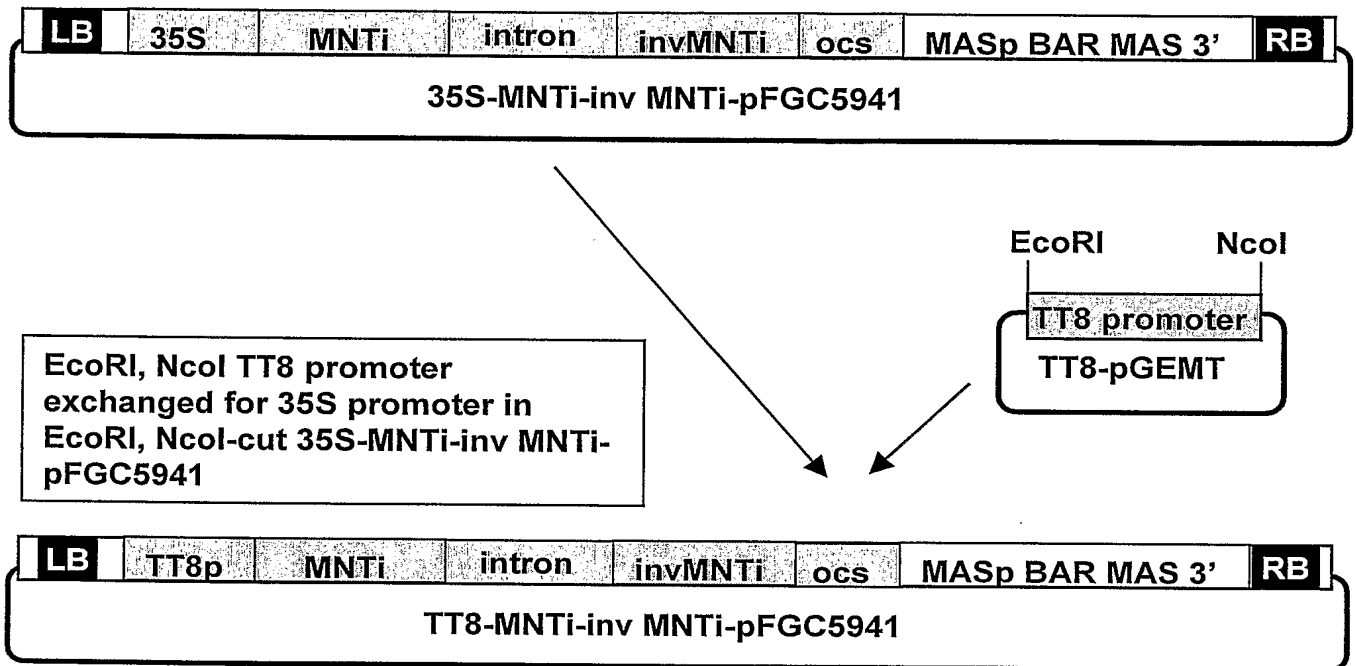 LB 35S MNTi intron invMNTi ocs MASp BAR MAS 3' RB
35S-MNTi-inv MNTi-pFGC5941
EcoRI NcoI
TT8 promoter
TT8-pGEMT
EcoRI, NcoI TT8 promoter
exchanged for 35S promoter in
EcoRI, NcoI-cut 35S-MNTi-inv MNTi-
pFGC5941
LB TT8p MNTi intron invMNTi ocs MASp BAR MAS 3' RB
TT8-MNTi-inv MNTi-pFGC5941